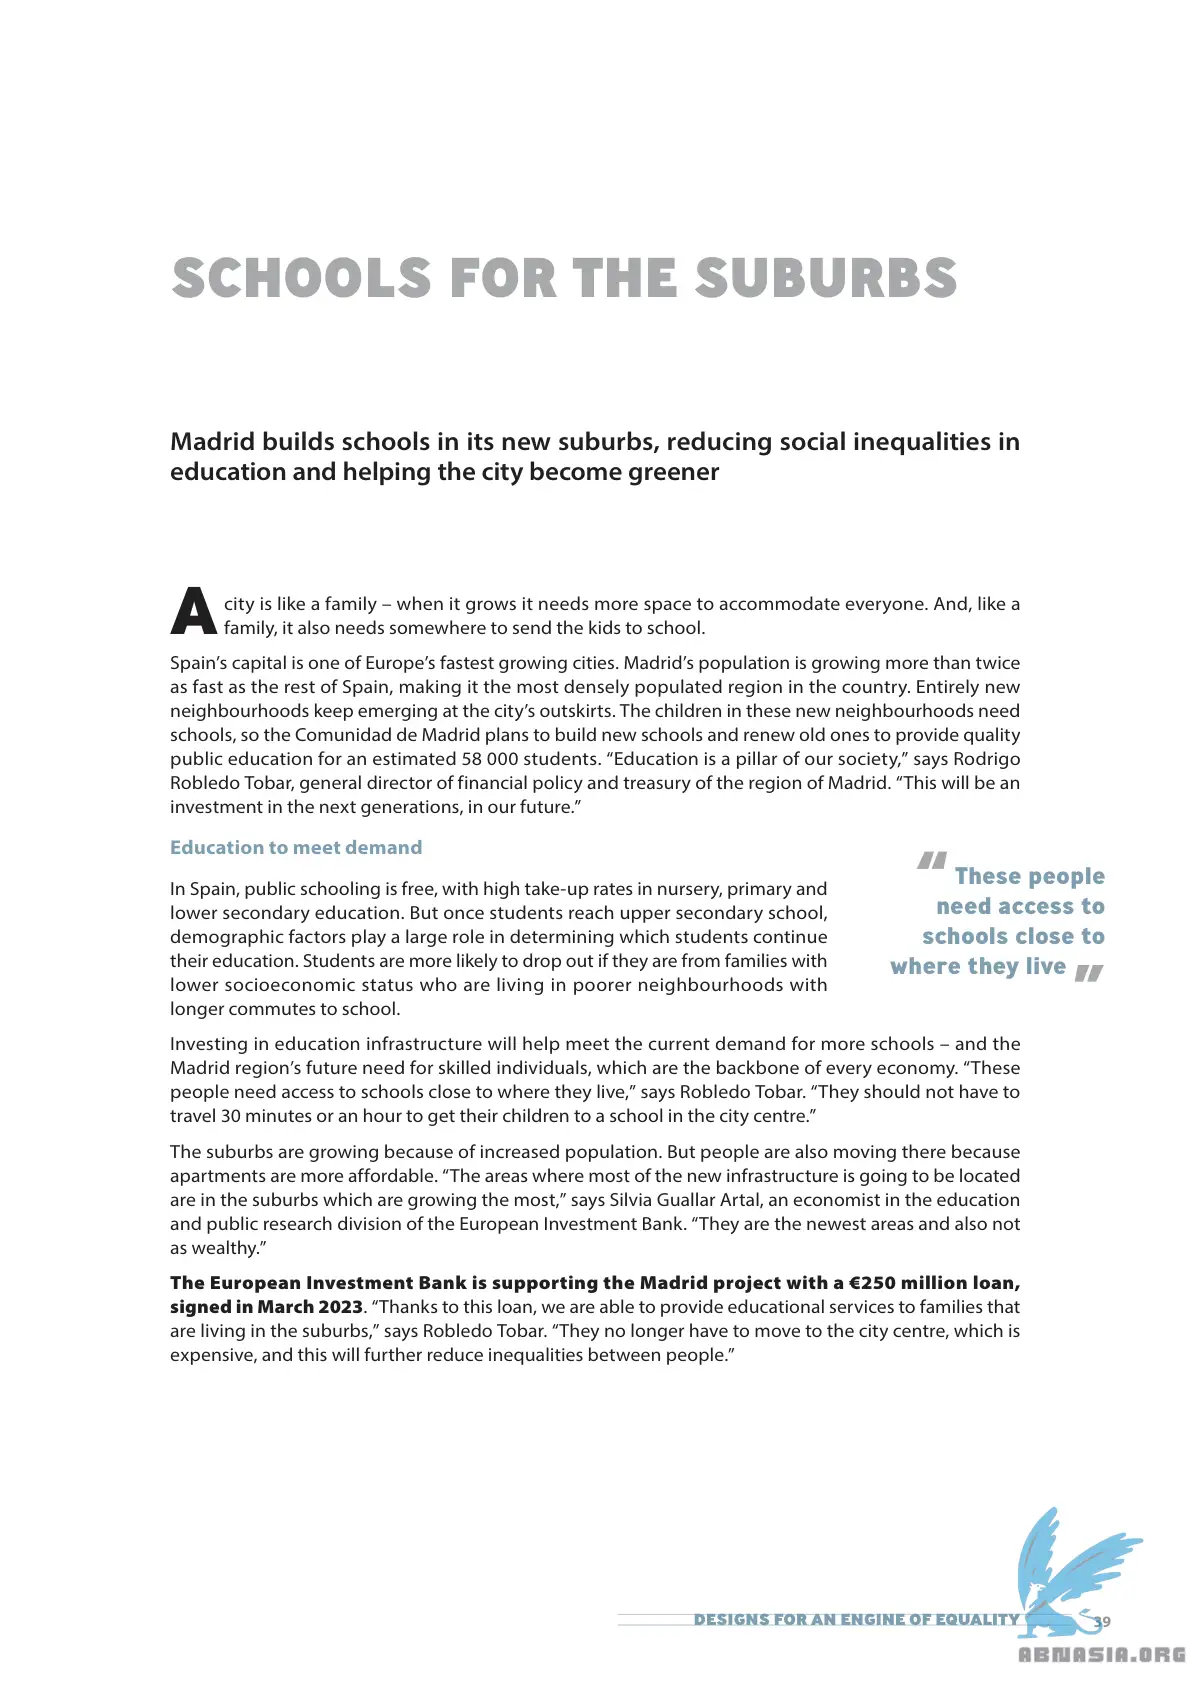 SCHOOLS FOR THE SUBURBS
Madrid builds schools in its new suburbs, reducing social inequalities in
education and helping the city become greener
A city is like a family – when it grows it needs more space to accommodate everyone. And, like a
family, it also needs somewhere to send the kids to school.
Spain’s capital is one of Europe’s fastest growing cities. Madrid’s population is growing more than twice
as fast as the rest of Spain, making it the most densely populated region in the country. Entirely new
neighbourhoods keep emerging at the city’s outskirts. The children in these new neighbourhoods need
schools, so the Comunidad de Madrid plans to build new schools and renew old ones to provide quality
public education for an estimated 58 000 students. “Education is a pillar of our society,” says Rodrigo
Robledo Tobar, general director of financial policy and treasury of the region of Madrid. “This will be an
investment in the next generations, in our future.”
Education to meet demand
In Spain, public schooling is free, with high take-up rates in nursery, primary and
lower secondary education. But once students reach upper secondary school,
demographic factors play a large role in determining which students continue
their education. Students are more likely to drop out if they are from families with
lower socioeconomic status who are living in poorer neighbourhoods with
longer commutes to school.
“ These people
need access to
schools close to
where they live ”
Investing in education infrastructure will help meet the current demand for more schools – and the
Madrid region’s future need for skilled individuals, which are the backbone of every economy. “These
people need access to schools close to where they live,” says Robledo Tobar. “They should not have to
travel 30 minutes or an hour to get their children to a school in the city centre.”
The suburbs are growing because of increased population. But people are also moving there because
apartments are more affordable. “The areas where most of the new infrastructure is going to be located
are in the suburbs which are growing the most,” says Silvia Guallar Artal, an economist in the education
and public research division of the European Investment Bank. “They are the newest areas and also not
as wealthy.”
The European Investment Bank is supporting the Madrid project with a €250 million loan,
signed in March 2023. “Thanks to this loan, we are able to provide educational services to families that
are living in the suburbs,” says Robledo Tobar. “They no longer have to move to the city centre, which is
expensive, and this will further reduce inequalities between people.”
DESIGNS FOR AN ENGINE OF EQUALITY 39
ABNASIA.ORG